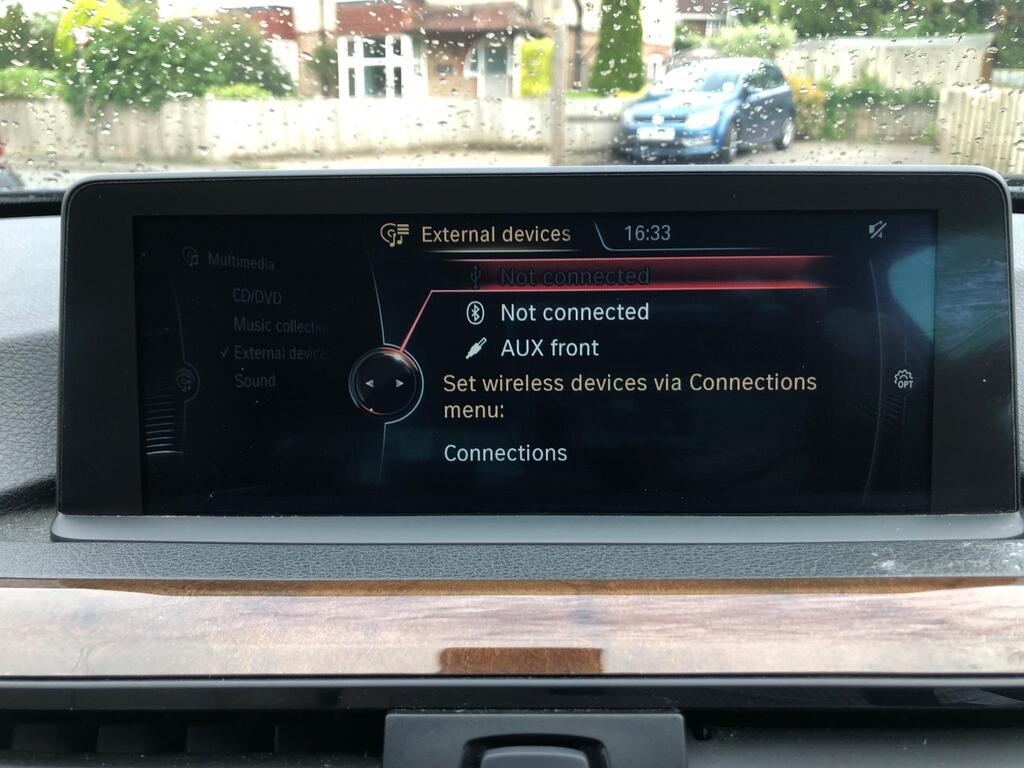 External devices
16:33
Multimedia
CD/DVD
Music collection
External devices
Sound
Not connected
Not connected
AUX front
Set wireless devices via Connections
menu:
Connections
OPT